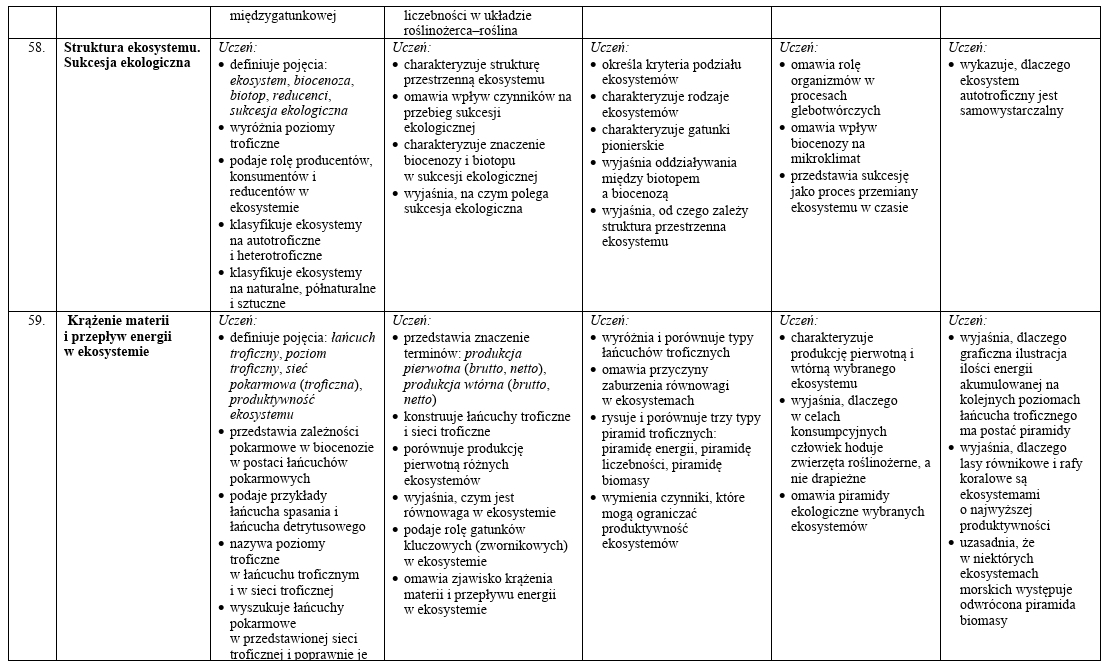 międzygatunkowej
liczebności w układzie
roślinożerca–roślina
58.
Struktura ekosystemu.
Sukcesja ekologiczna
Uczeń:
• definiuje pojęcia:
ekosystem, biocenoza,
biotop, reducenci,
sukcesja ekologiczna
• wyróżnia poziomy
troficzne
• podaje rolę producentów,
konsumentów i
reducentów w
ekosystemie
• klasyfikuje ekosystemy
na autotroficzne
i heterotroficzne
• klasyfikuje ekosystemy
na naturalne, półnaturalne
i sztuczne
Uczeń:
• charakteryzuje strukturę
przestrzenną ekosystemu
• omawia wpływ czynników na
przebieg sukcesji
ekologicznej
• charakteryzuje znaczenie
biocenozy i biotopu
w sukcesji ekologicznej
• wyjaśnia, na czym polega
sukcesja ekologiczna
Uczeń:
• określa kryteria podziału
ekosystemów
• charakteryzuje rodzaje
ekosystemów
• charakteryzuje gatunki
pionierskie
• wyjaśnia oddziaływania
między biotopem
a biocenozą
• wyjaśnia, od czego zależy
struktura przestrzenna
ekosystemu
Uczeń:
• omawia rolę
organizmów w
procesach
glebotwórczych
• omawia wpływ
biocenozy na
mikroklimat
• przedstawia sukcesję
jako proces przemiany
ekosystemu w czasie
Uczeń:
• wykazuje, dlaczego
ekosystem
autotroficzny jest
samowystarczalny
59.
Krążenie materii
i przepływ energii
w ekosystemie
Uczeń:
• definiuje pojęcia: łańcuch
troficzny, poziom
troficzny, sieć
pokarmowa (troficzna),
produktywność
ekosystemu
• przedstawia zależności
pokarmowe w biocenozie
w postaci łańcuchów
pokarmowych
• podaje przykłady
łańcucha spasania i
łańcucha detrytusowego
• nazywa poziomy
troficzne
w łańcuchu troficznym
i w sieci troficznej
• wyszukuje łańcuchy
pokarmowe
w przedstawionej sieci
troficznej i poprawnie je
Uczeń:
• przedstawia znaczenie
terminów: produkcja
pierwotna (brutto, netto),
produkcja wtórna (brutto,
netto)
• konstruuje łańcuchy troficzne
i sieci troficzne
• porównuje produkcję
pierwotną różnych
ekosystemów
• wyjaśnia, czym jest
równowaga w ekosystemie
• podaje rolę gatunków
kluczowych (zwornikowych)
w ekosystemie
• omawia zjawisko krążenia
materii i przepływu energii
w ekosystemie
Uczeń:
• wyróżnia i porównuje typy
łańcuchów troficznych
• omawia przyczyny
zaburzenia równowagi
w ekosystemach
• rysuje i porównuje trzy typy
piramid troficznych:
piramidę energii, piramidę
liczebności, piramidę
biomasy
• wymienia czynniki, które
mogą ograniczać
produktywność
ekosystemów
Uczeń:
• charakteryzuje
produkcję pierwotną i
wtórną wybranego
ekosystemu
• wyjaśnia, dlaczego
w celach
konsumpcyjnych
człowiek hoduje
zwierzęta roślinożerne, a
nie drapieżne
• omawia piramidy
ekologiczne wybranych
ekosystemów
Uczeń:
• wyjaśnia, dlaczego
graficzna ilustracja
ilości energii
akumulowanej na
kolejnych poziomach
łańcucha troficznego
ma postać piramidy
• wyjaśnia, dlaczego
lasy równikowe i rafy
koralowe są
ekosystemami
o najwyższej
produktywności
• uzasadnia, że
w niektórych
ekosystemach
morskich występuje
odwrócona piramida
biomasy